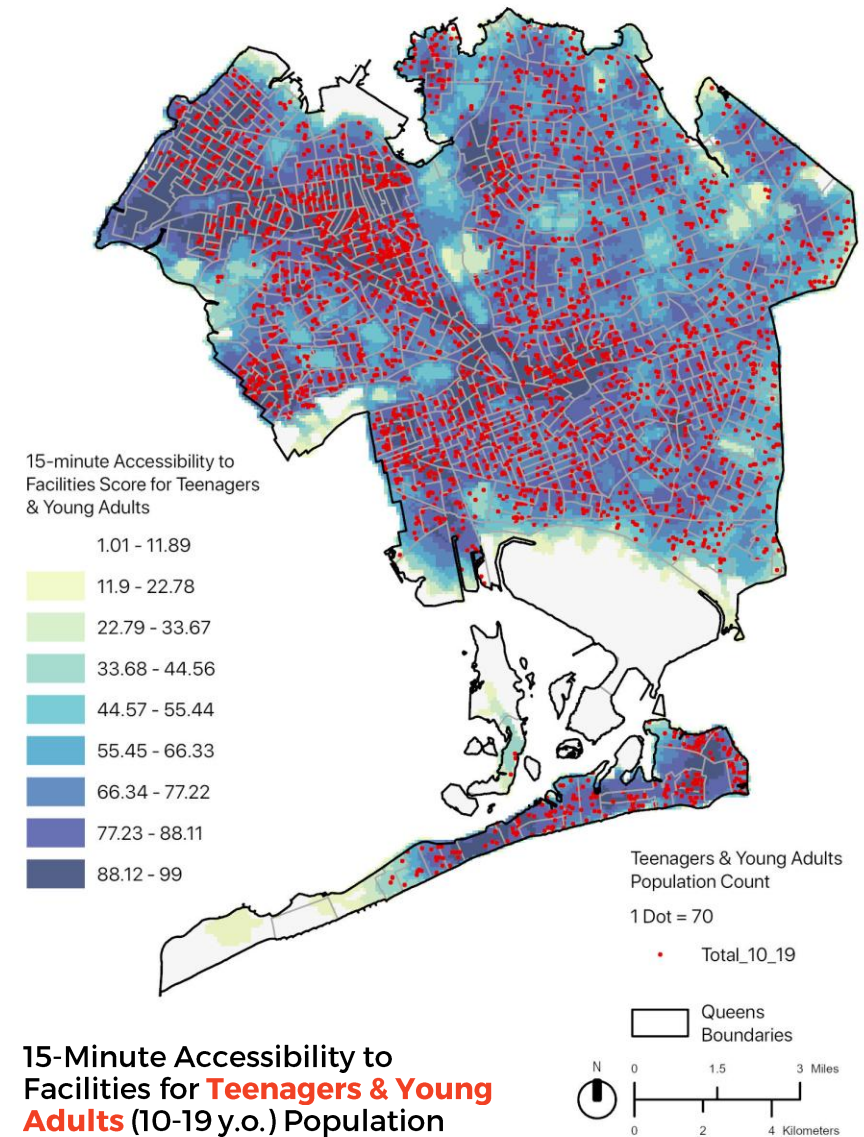 15-minute Accessibility to
Facilities Score for Teenagers
& Young Adults
1.01 - 11.89
11.9 - 22.78
22.79 - 33.67
33.68 - 44.56
44.57 - 55.44
55.45 - 66.33
66.34 - 77.22
77.23 - 88.11
88.12 - 99
Teenagers & Young Adults
Population Count
1 Dot = 70
Total_10_19
Queens
Boundaries
15-Minute Accessibility to
Facilities for Teenagers & Young
Adults (10-19 y.o.) Population
N
0 1.5 3 Miles
0 2 4 Kilometers